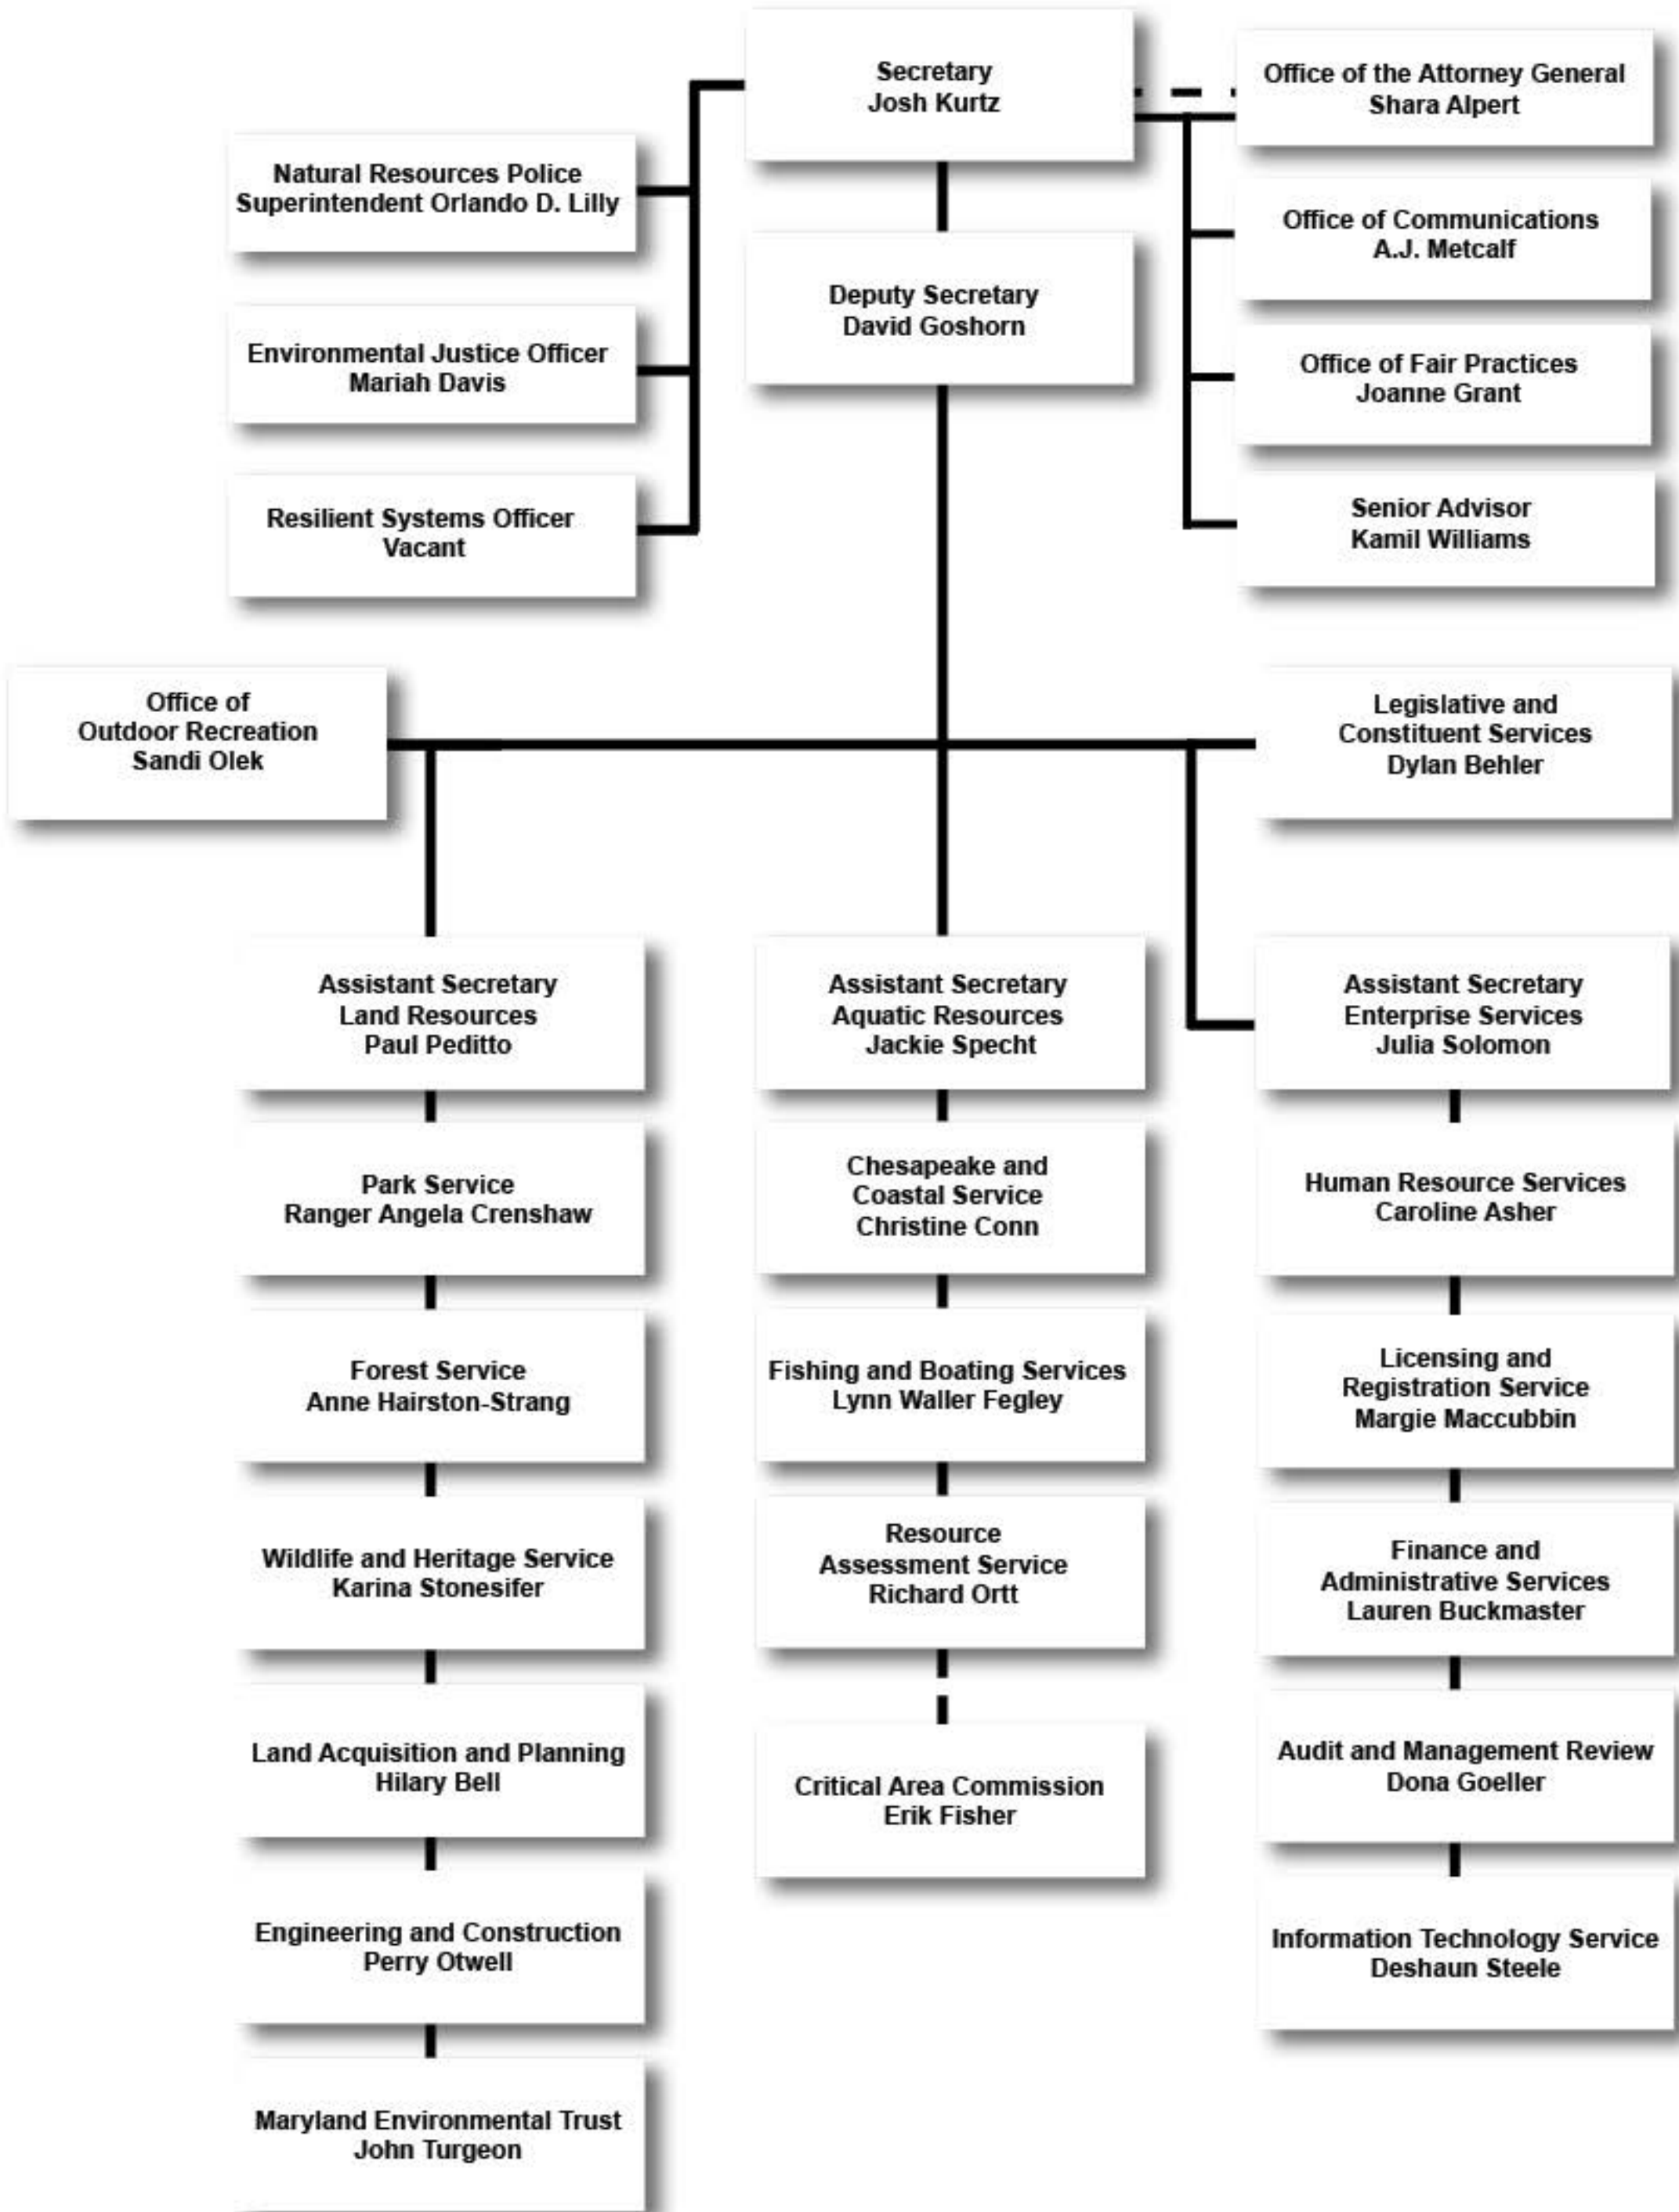 Secretary
Josh Kurtz
Office of the Attorney General
Shara Alpert
Natural Resources Police
Superintendent Orlando D. Lilly
Office of Communications
A.J. Metcalf
Deputy Secretary
David Goshorn
Environmental Justice Officer
Mariah Davis
Office of Fair Practices
Joanne Grant
Resilient Systems Officer
Vacant
Senior Advisor
Kamil Williams
Office of
Outdoor Recreation
Sandi Olek
Legislative and
Constituent Services
Dylan Behler
Assistant Secretary
Land Resources
Paul Peditto
Park Service
Ranger Angela Crenshaw
Forest Service
Anne Hairston-Strang
Wildlife and Heritage Service
Karina Stonesifer
Land Acquisition and Planning
Hilary Bell
Engineering and Construction
Perry Otwell
Maryland Environmental Trust
John Turgeon
Assistant Secretary
Aquatic Resources
Jackie Specht
Chesapeake and
Coastal Service
Christine Conn
Fishing and Boating Services
Lynn Waller Fegley
Resource
Assessment Service
Richard Ortt
Critical Area Commission
Erik Fisher
Assistant Secretary
Enterprise Services
Julia Solomon
Human Resource Services
Caroline Asher
Licensing and
Registration Service
Margie Maccubbin
Finance and
Administrative Services
Lauren Buckmaster
Audit and Management Review
Dona Goeller
Information Technology Service
Deshaun Steele